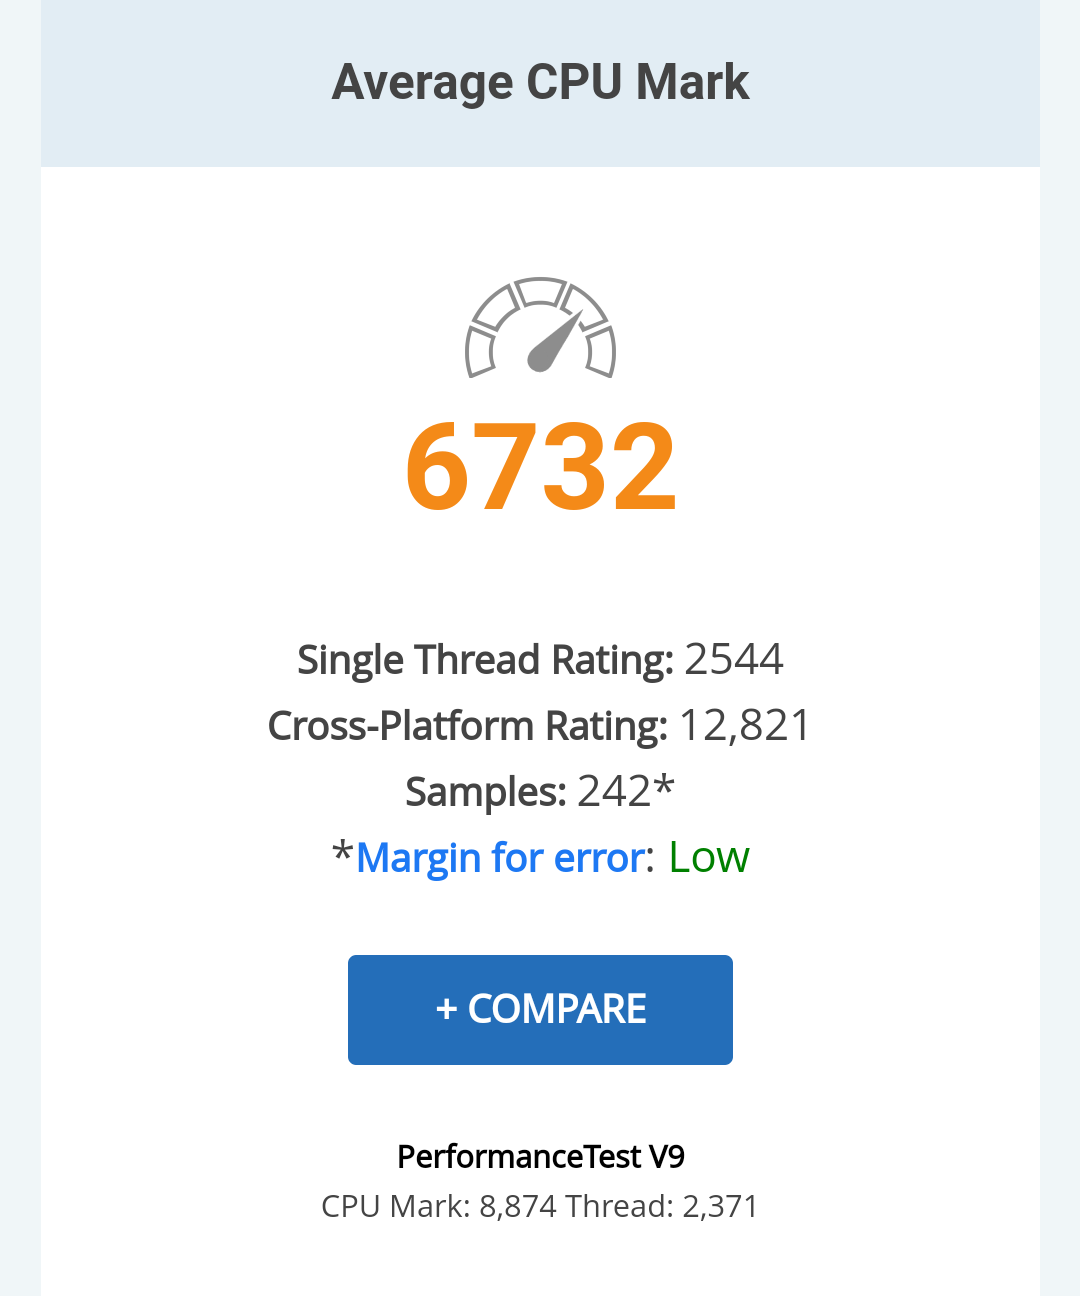 Average CPU Mark
6732
Single Thread Rating: 2544
Cross-Platform Rating: 12,821
Samples: 242*
*Margin for error: Low
+ COMPARE
PerformanceTest V9
CPU Mark: 8,874 Thread: 2,371